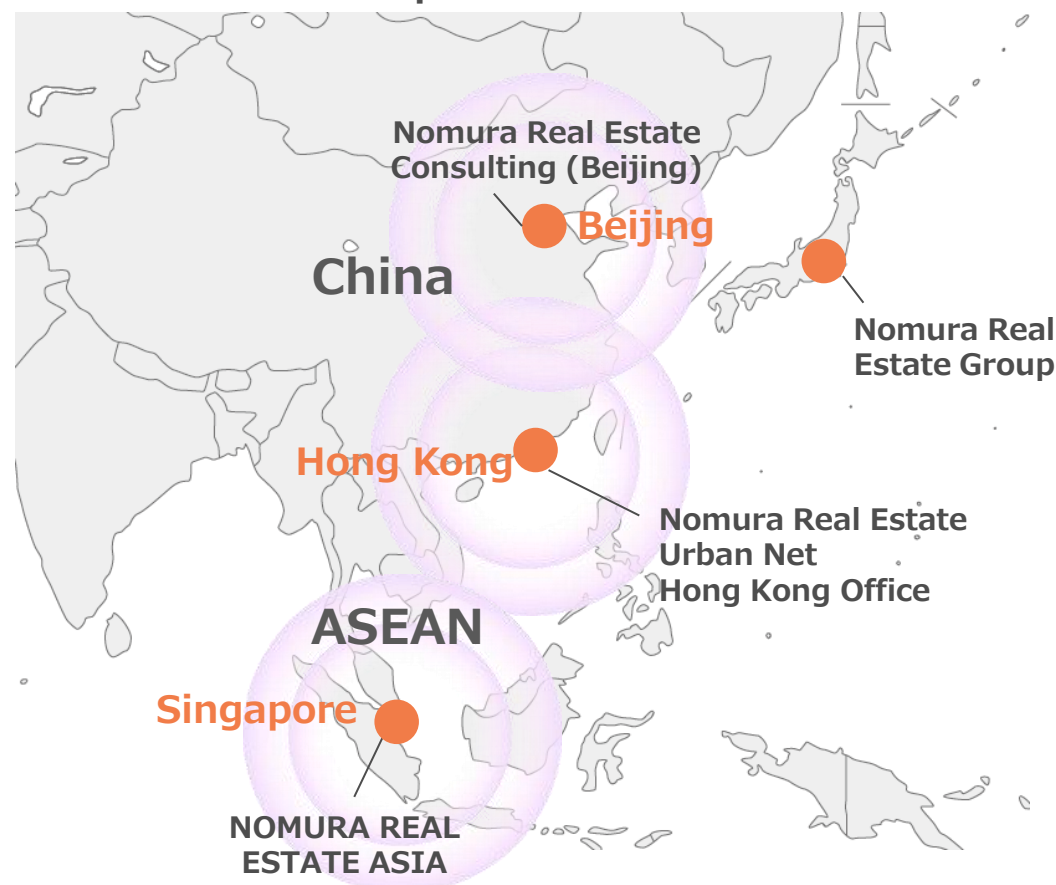 Nomura Real Estate
Consulting (Beijing)
Beijing
China
Nomura Real
Estate Group
Hong Kong
Nomura Real Estate
Urban Net
Hong Kong Office
ASEAN
Singapore
NOMURA REAL
ESTATE ASIA